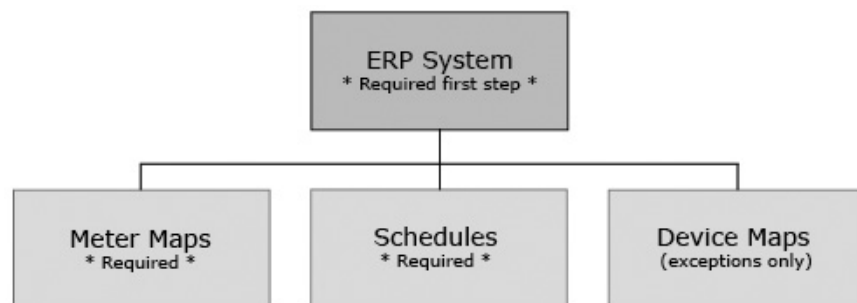 ERP System
* Required first step *
Meter Maps
* Required *
Schedules
* Required *
Device Maps
(exceptions only)